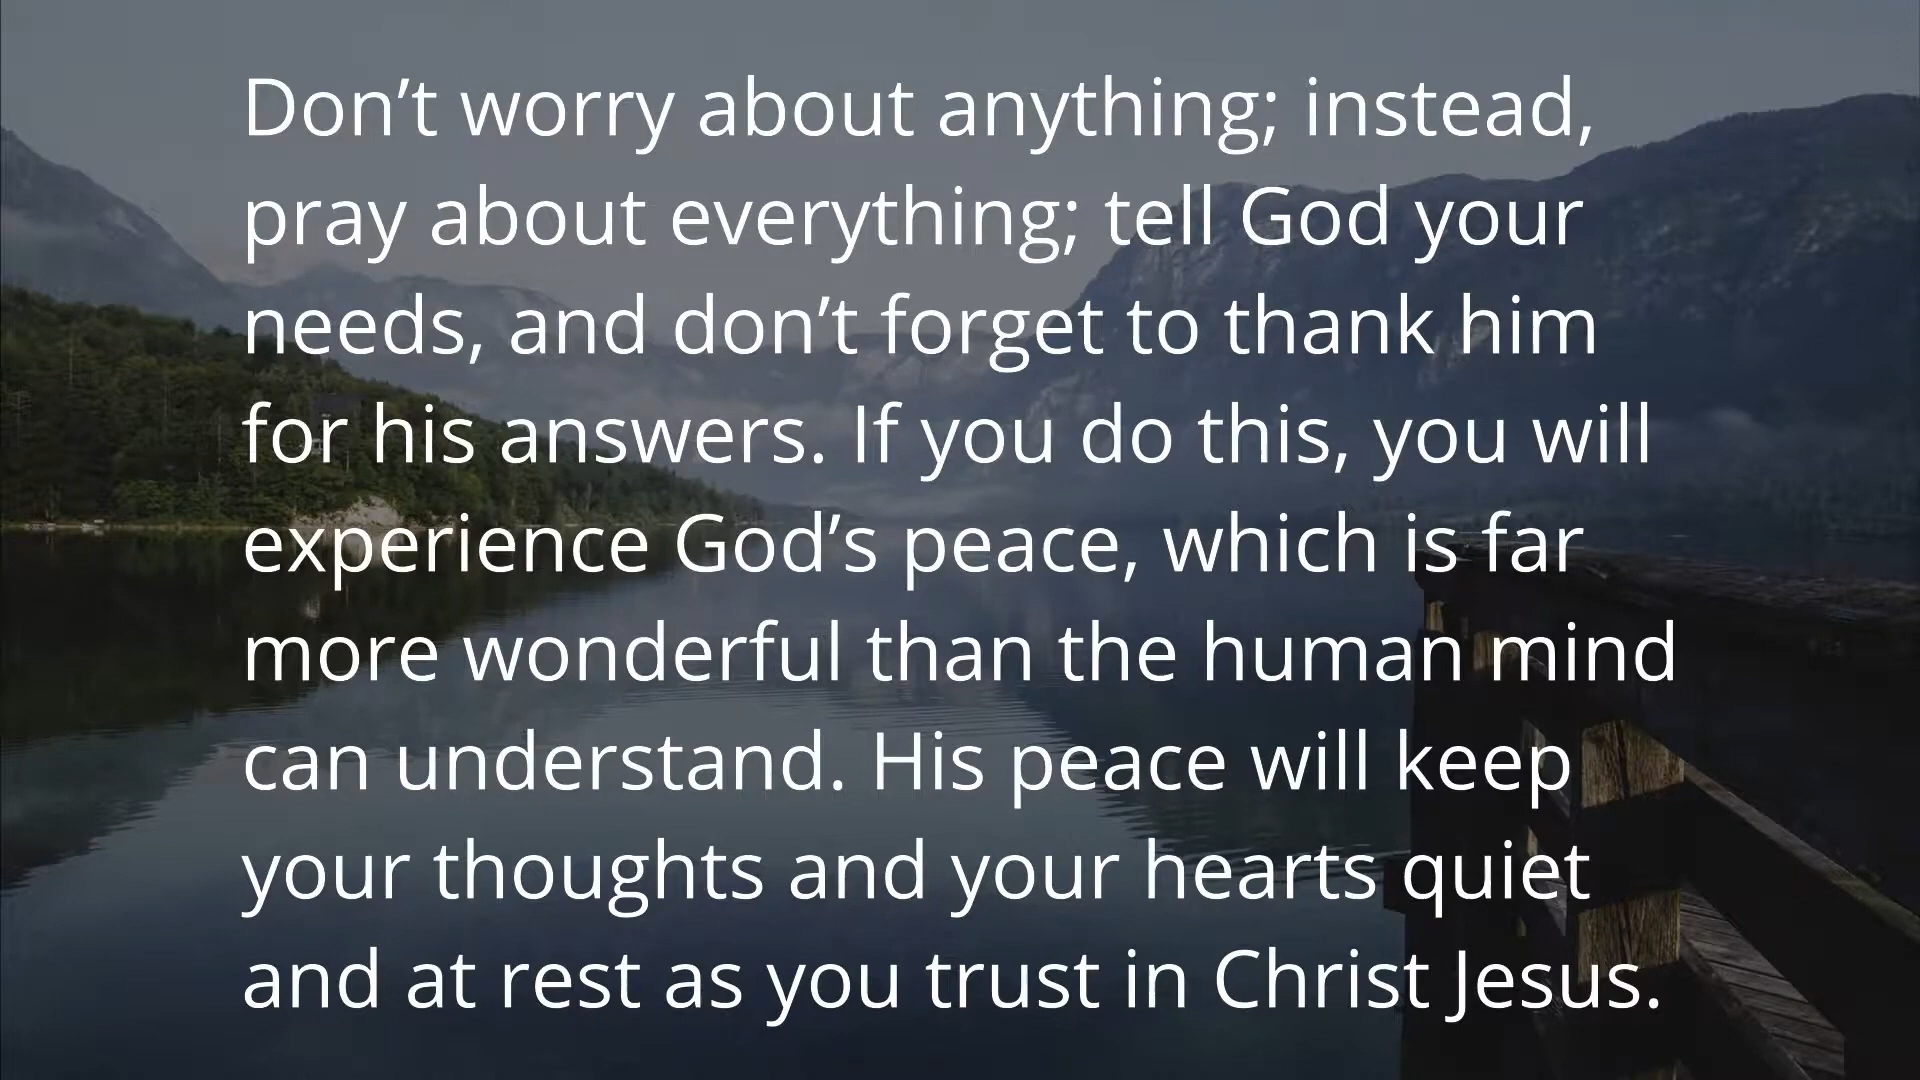 Don’t worry about anything; instead,
pray about everything; tell God your
needs, and don’t forget to thank him
for his answers. If you do this, you will
experience God’s peace, which is far
more wonderful than the human mind
can understand. His peace will keep
your thoughts and your hearts quiet
and at rest as you trust in Christ Jesus.